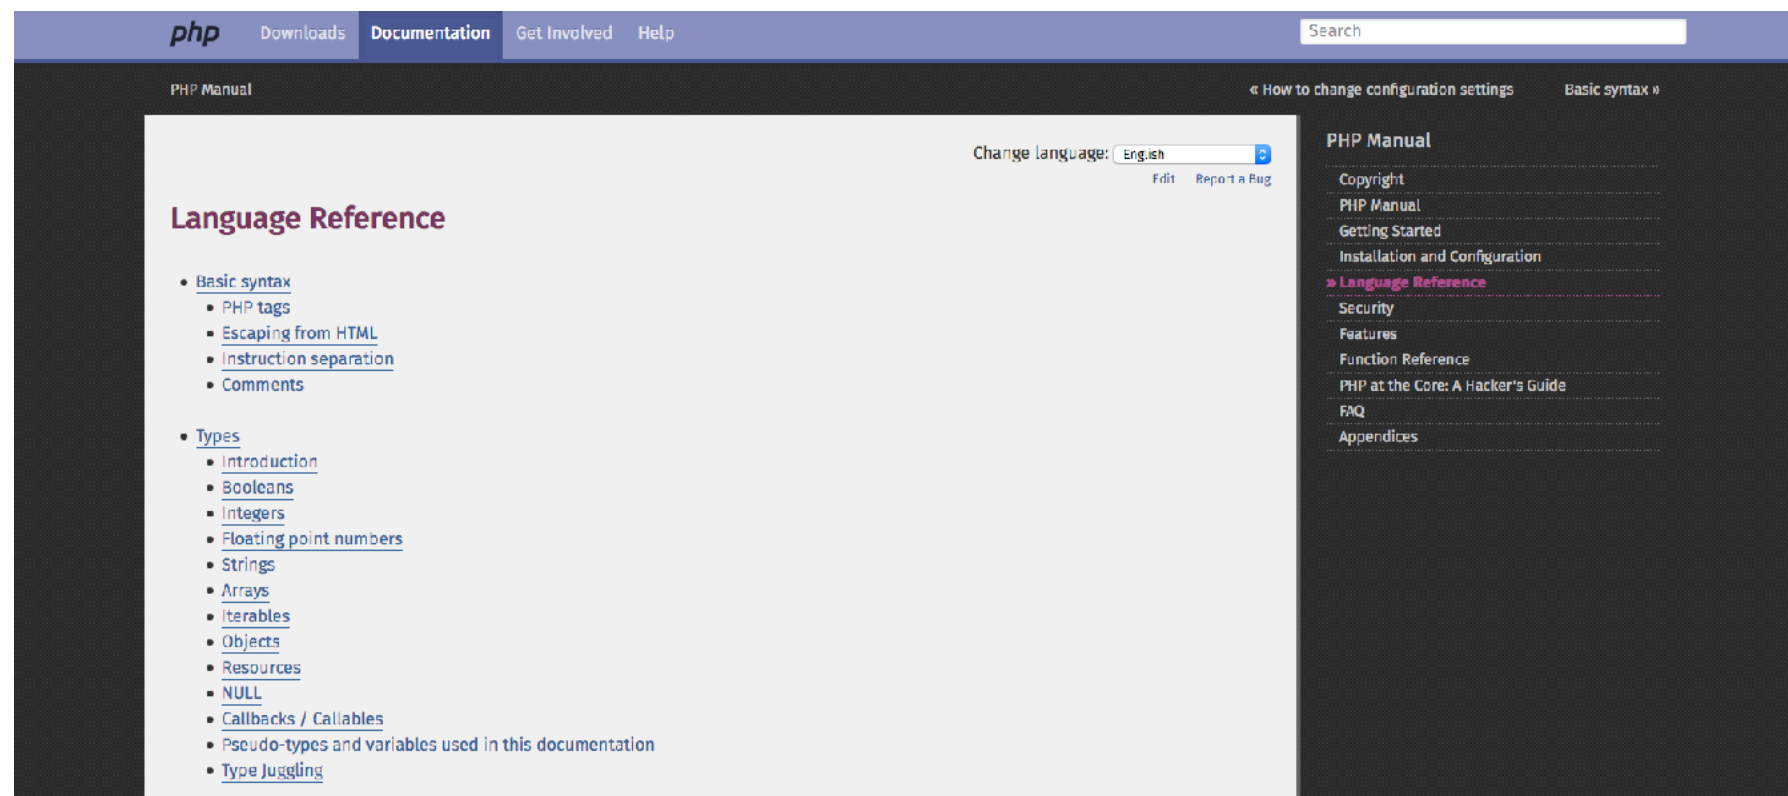 php Downloads Documentation Get Involved Help Search
PHP Manual « How to change configuration settings Basic syntax »
Change language: English
Edit Report a Bug
Language Reference
• Basic syntax
• PHP tags
• Escaping from HTML
• Instruction separation
• Comments
• Types
• Introduction
• Booleans
• Integers
• Floating point numbers
• Strings
• Arrays
• Iterables
• Objects
• Resources
• NULL
• Callbacks / Callables
• Pseudo-types and variables used in this documentation
• Type Juggling
PHP Manual
Copyright
PHP Manual
Getting Started
Installation and Configuration
» Language Reference
Security
Features
Function Reference
PHP at the Core: A Hacker's Guide
FAQ
Appendices